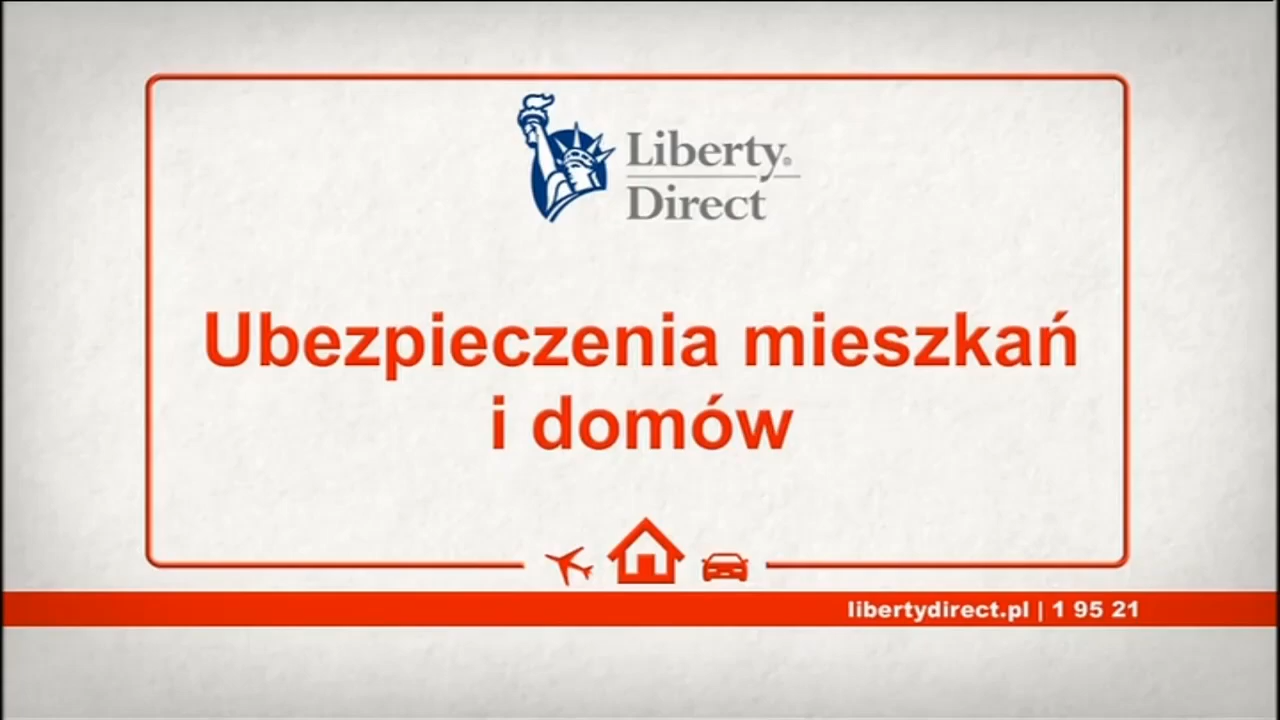 Liberty®
Direct
Ubezpieczenia mieszkań
i domów
libertydirect.pl | 1 95 21